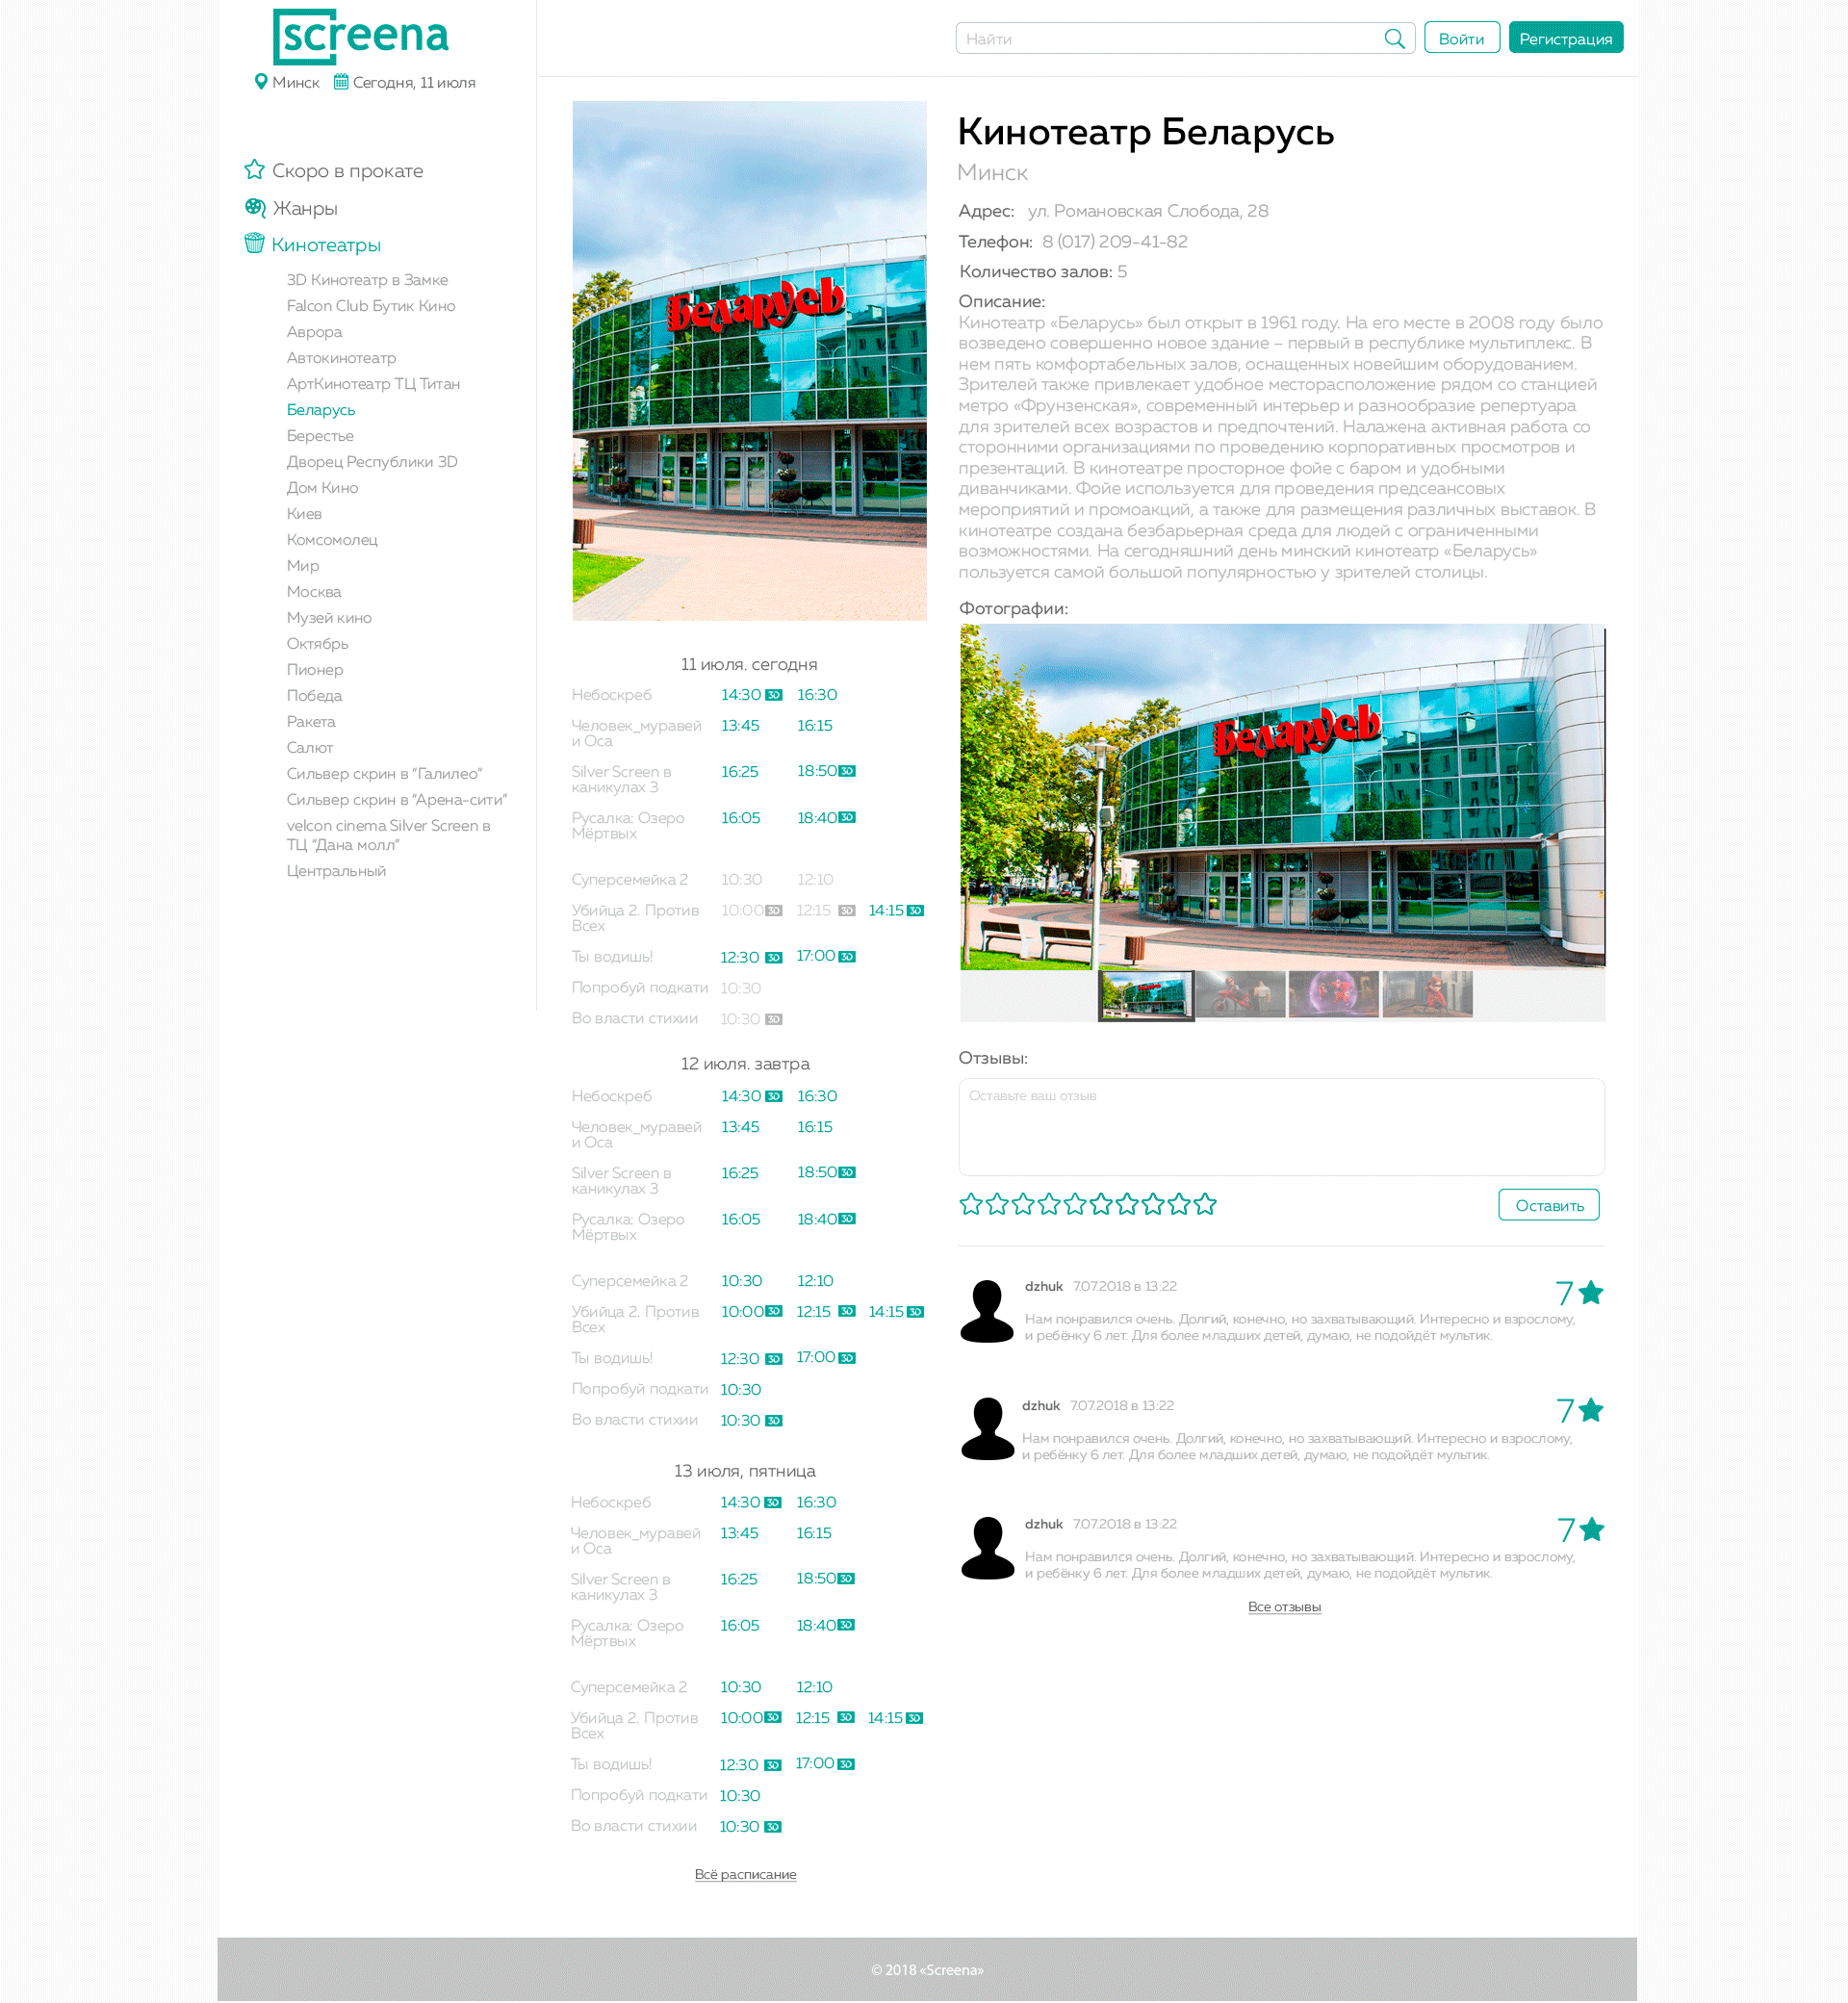 screena
Минск Сегодня, 11 июля
Найти
Войти
Регистрация
Скоро в прокате
Жанры
Кинотеатры
3D Кинотеатр в Замке
Falcon Club Бутик Кино
Аврора
Автокинотеатр
АртКинотеатр ТЦ Титан
Беларусь
Берестье
Дворец Республики 3D
Дом Кино
Киев
Комсомолец
Мир
Москва
Музей кино
Октябрь
Пионер
Победа
Ракета
Салют
Сильвер скрин в “Галилео”
Сильвер скрин в “Арена-сити”
velcon cinema Silver Screen в
ТЦ “Дана молл”
Центральный
Беларусь
11 июля. сегодня
Небоскреб 14:30 3D 16:30
Человек_муравей 13:45 16:15
и Оса
Silver Screen в 16:25 18:50 3D
каникулах 3
Русалка: Озеро 16:05 18:40 3D
Мёртвых
Суперсемейка 2 10:30 12:10
Убийца 2. Против 10:00 3D 12:15 3D 14:15 3D
Всех
Ты водишь! 12:30 3D 17:00 3D
Попробуй подкати 10:30
Во власти стихии 10:30 3D
12 июля. завтра
Небоскреб 14:30 3D 16:30
Человек_муравей 13:45 16:15
и Оса
Silver Screen в 16:25 18:50 3D
каникулах 3
Русалка: Озеро 16:05 18:40 3D
Мёртвых
Суперсемейка 2 10:30 12:10
Убийца 2. Против 10:00 3D 12:15 3D 14:15 3D
Всех
Ты водишь! 12:30 3D 17:00 3D
Попробуй подкати 10:30
Во власти стихии 10:30 3D
13 июля, пятница
Небоскреб 14:30 3D 16:30
Человек_муравей 13:45 16:15
и Оса
Silver Screen в 16:25 18:50 3D
каникулах 3
Русалка: Озеро 16:05 18:40 3D
Мёртвых
Суперсемейка 2 10:30 12:10
Убийца 2. Против 10:00 3D 12:15 3D 14:15 3D
Всех
Ты водишь! 12:30 3D 17:00 3D
Попробуй подкати 10:30
Во власти стихии 10:30 3D
Всё расписание
Кинотеатр Беларусь
Минск
Адрес: ул. Романовская Слобода, 28
Телефон: 8 (017) 209-41-82
Количество залов: 5
Описание:
Кинотеатр «Беларусь» был открыт в 1961 году. На его месте в 2008 году было
возведено совершенно новое здание – первый в республике мультиплекс. В
нем пять комфортабельных залов, оснащенных новейшим оборудованием.
Зрителей также привлекает удобное месторасположение рядом со станцией
метро «Фрунзенская», современный интерьер и разнообразие репертуара
для зрителей всех возрастов и предпочтений. Налажена активная работа со
сторонними организациями по проведению корпоративных просмотров и
презентаций. В кинотеатре просторное фойе с баром и удобными
диванчиками. Фойе используется для проведения предсеансовых
мероприятий и промоакций, а также для размещения различных выставок. В
кинотеатре создана безбарьерная среда для людей с ограниченными
возможностями. На сегодняшний день минский кинотеатр «Беларусь»
пользуется самой большой популярностью у зрителей столицы.
Фотографии:
Беларусь
Отзывы:
Оставьте ваш отзыв
Оставить
dzhuk 7.07.2018 в 13:22 7
Нам понравился очень. Долгий, конечно, но захватывающий. Интересно и взрослому,
и ребёнку 6 лет. Для более младших детей, думаю, не подойдёт мультик.
dzhuk 7.07.2018 в 13:22 7
Нам понравился очень. Долгий, конечно, но захватывающий. Интересно и взрослому,
и ребёнку 6 лет. Для более младших детей, думаю, не подойдёт мультик.
dzhuk 7.07.2018 в 13:22 7
Нам понравился очень. Долгий, конечно, но захватывающий. Интересно и взрослому,
и ребёнку 6 лет. Для более младших детей, думаю, не подойдёт мультик.
Все отзывы
© 2018 «Screena»